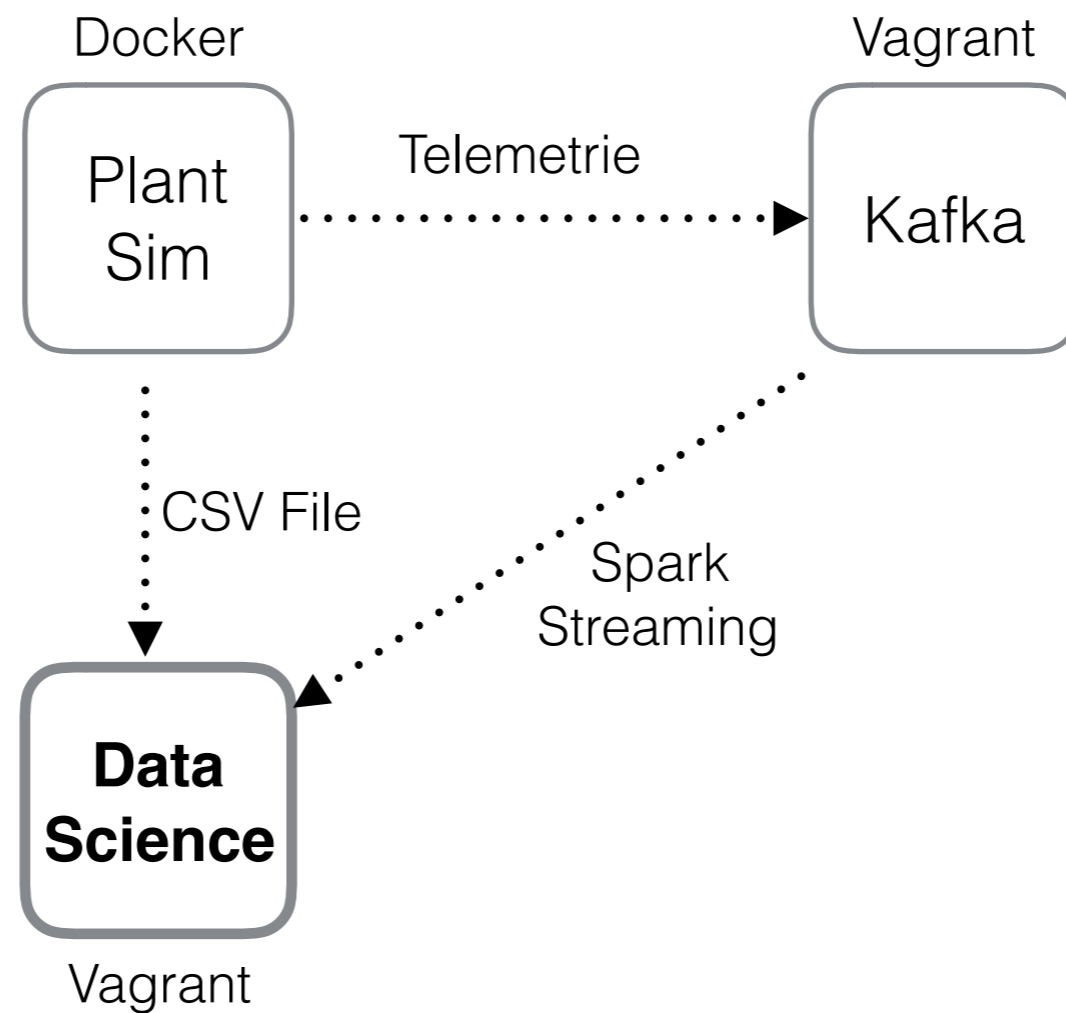 Docker
Vagrant
Plant
Sim
Telemetrie
Kafka
CSV File
Spark
Streaming
Data
Science
Vagrant